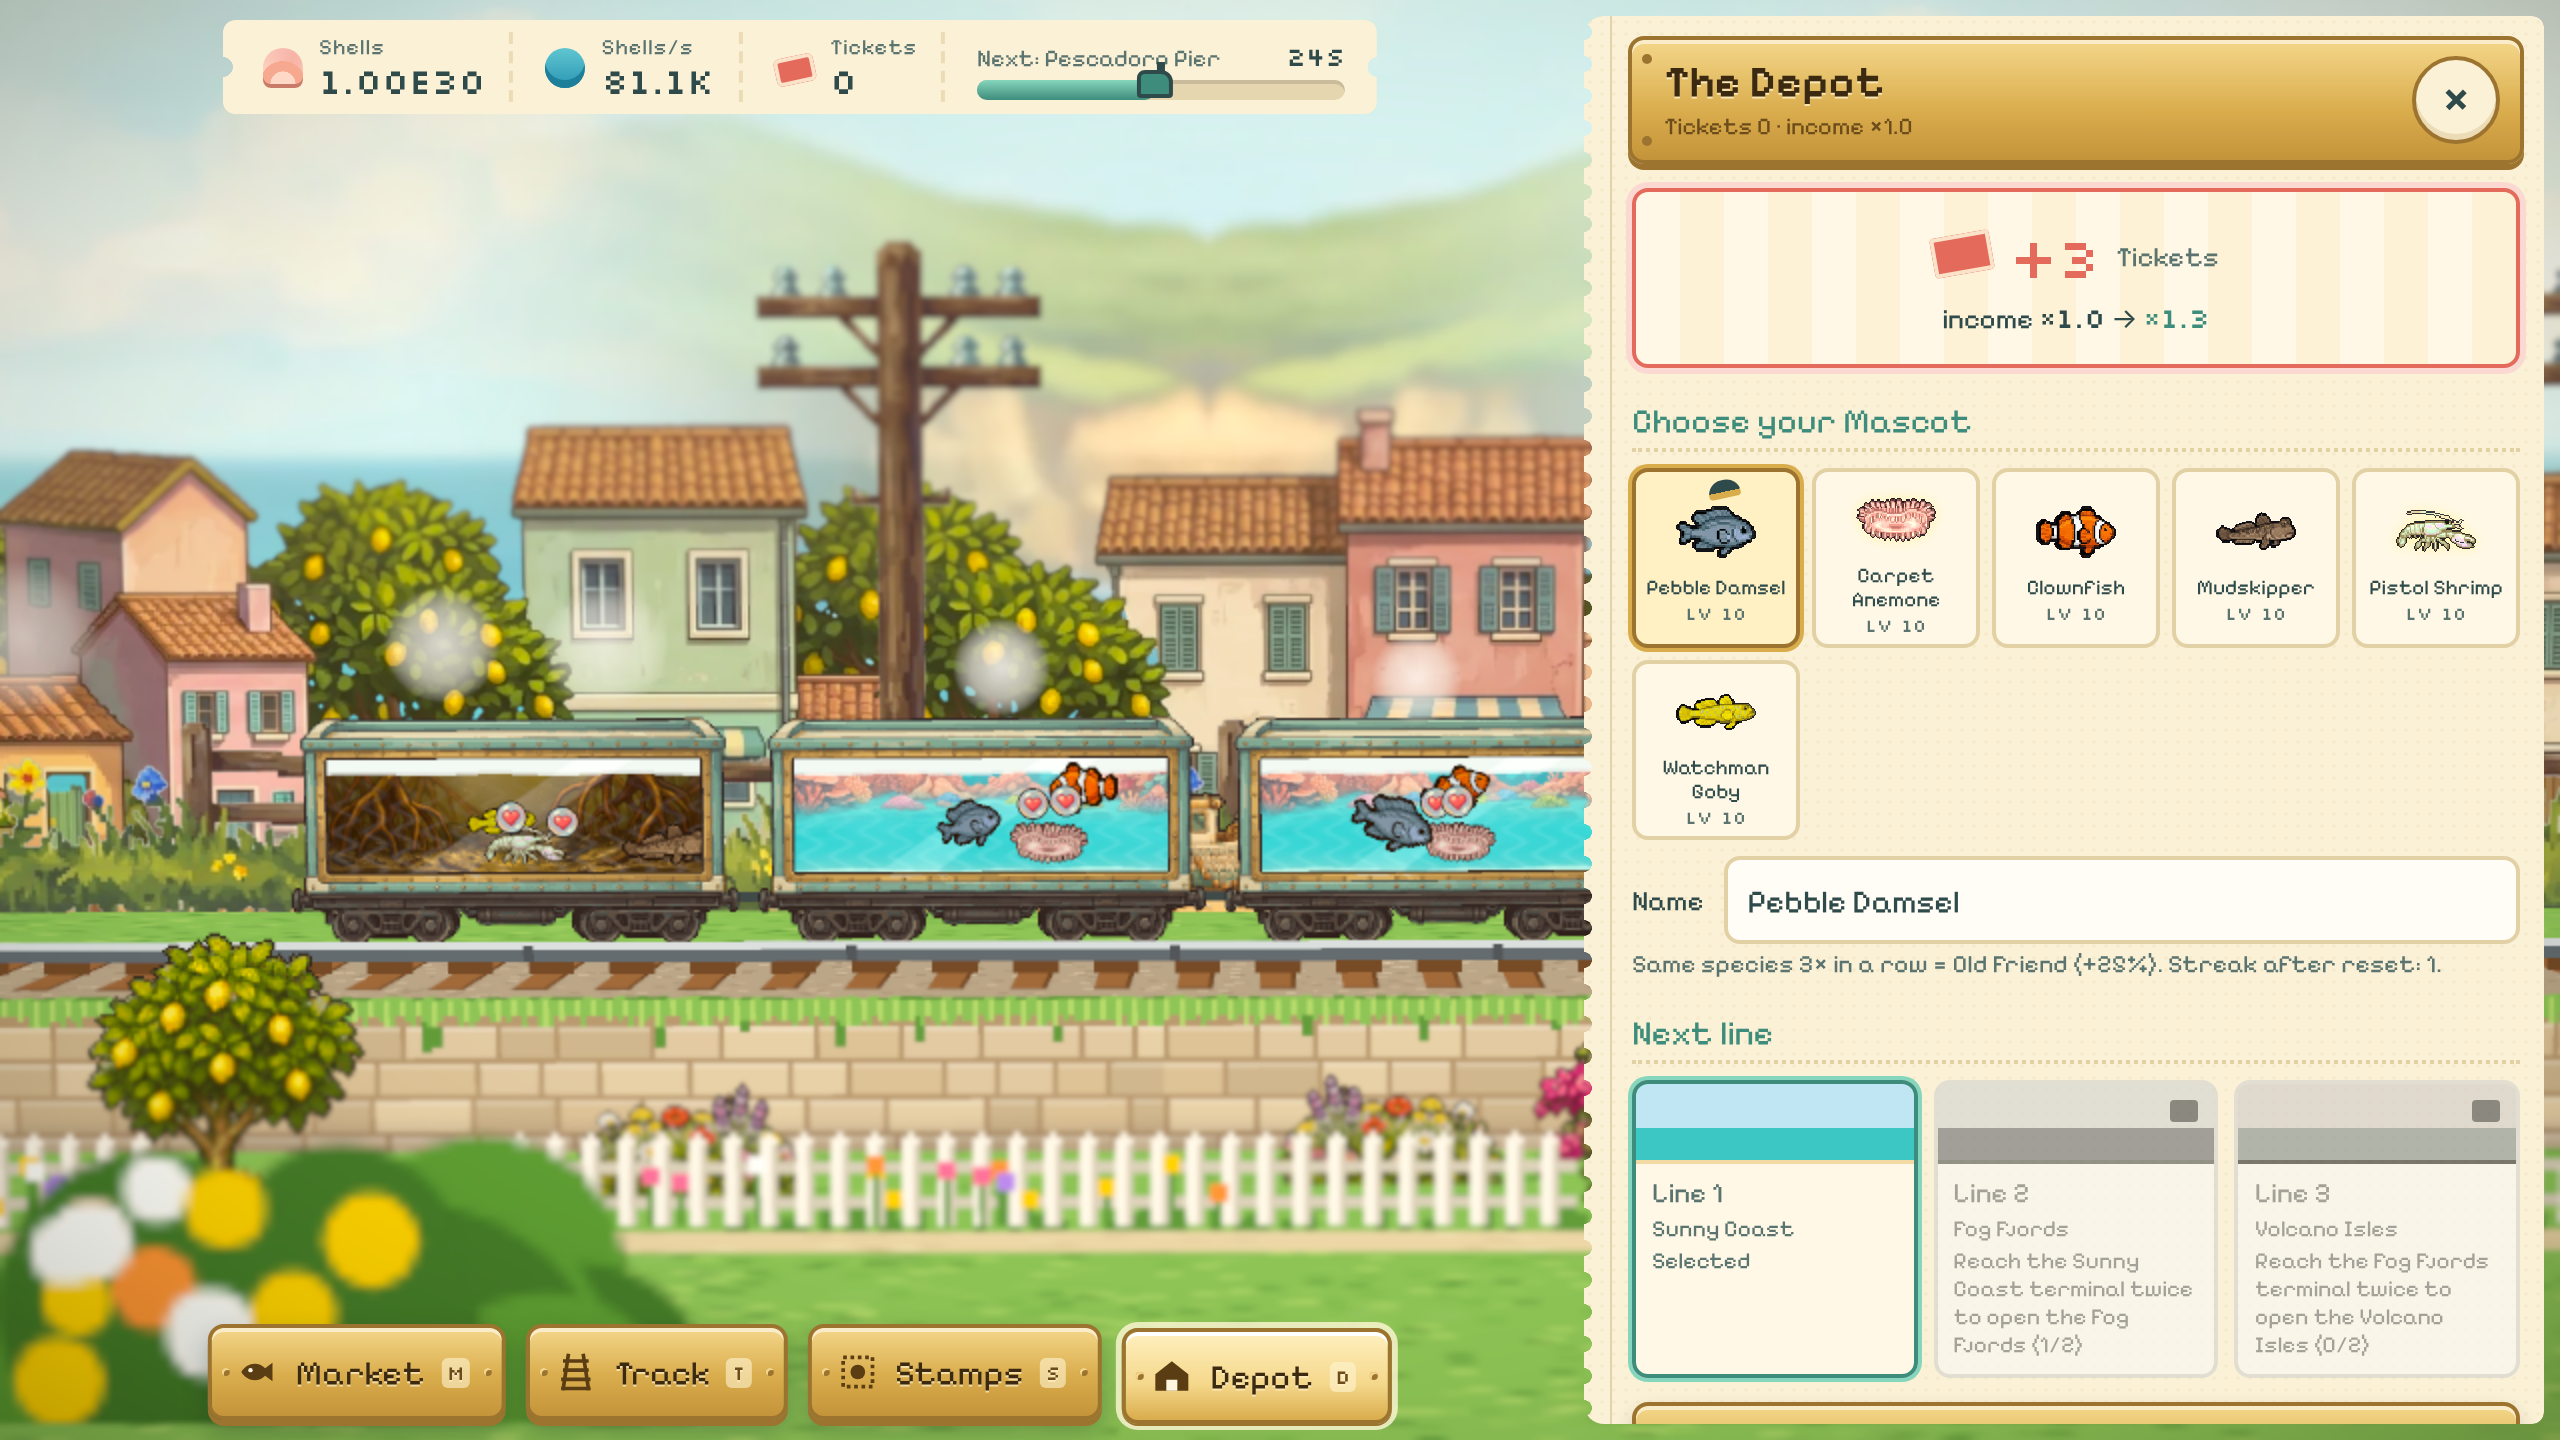 Shells
1.00E30
Shells/s
81.1K
Tickets
0
Next: Pescadora Pier
24s
The Depot
Tickets 0 · income ×1.0
×
+3 Tickets
income ×1.0 → ×1.3
Choose your Mascot
Pebble Damsel
LV 10
Carpet
Anemone
LV 10
Clownfish
LV 10
Mudskipper
LV 10
Pistol Shrimp
LV 10
Watchman
Goby
LV 10
Name
Pebble Damsel
Same species 3× in a row = Old Friend (+25%). Streak after reset: 1.
Next line
Line 1
Sunny Coast
Selected
Line 2
Fog Fjords
Reach the Sunny
Coast terminal twice
to open the Fog
Fjords (1/2)
Line 3
Volcano Isles
Reach the Fog Fjords
terminal twice to
open the Volcano
Isles (0/2)
Market M
Track T
Stamps S
Depot D